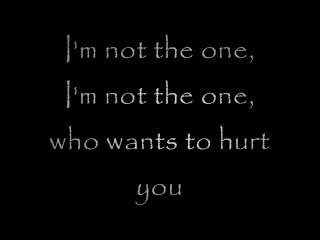 I'm not the one,
I'm not the one,
who wants to hurt
you